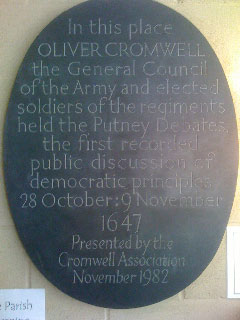 In this place
OLIVER CROMWELL
the General Council
of the Army and elected
soldiers of the regiments
held the Putney Debates,
the first recorded
public discussion of
democratic principles
28 October : 9 November
1647
Presented by the
Cromwell Association
November 1982
Parish